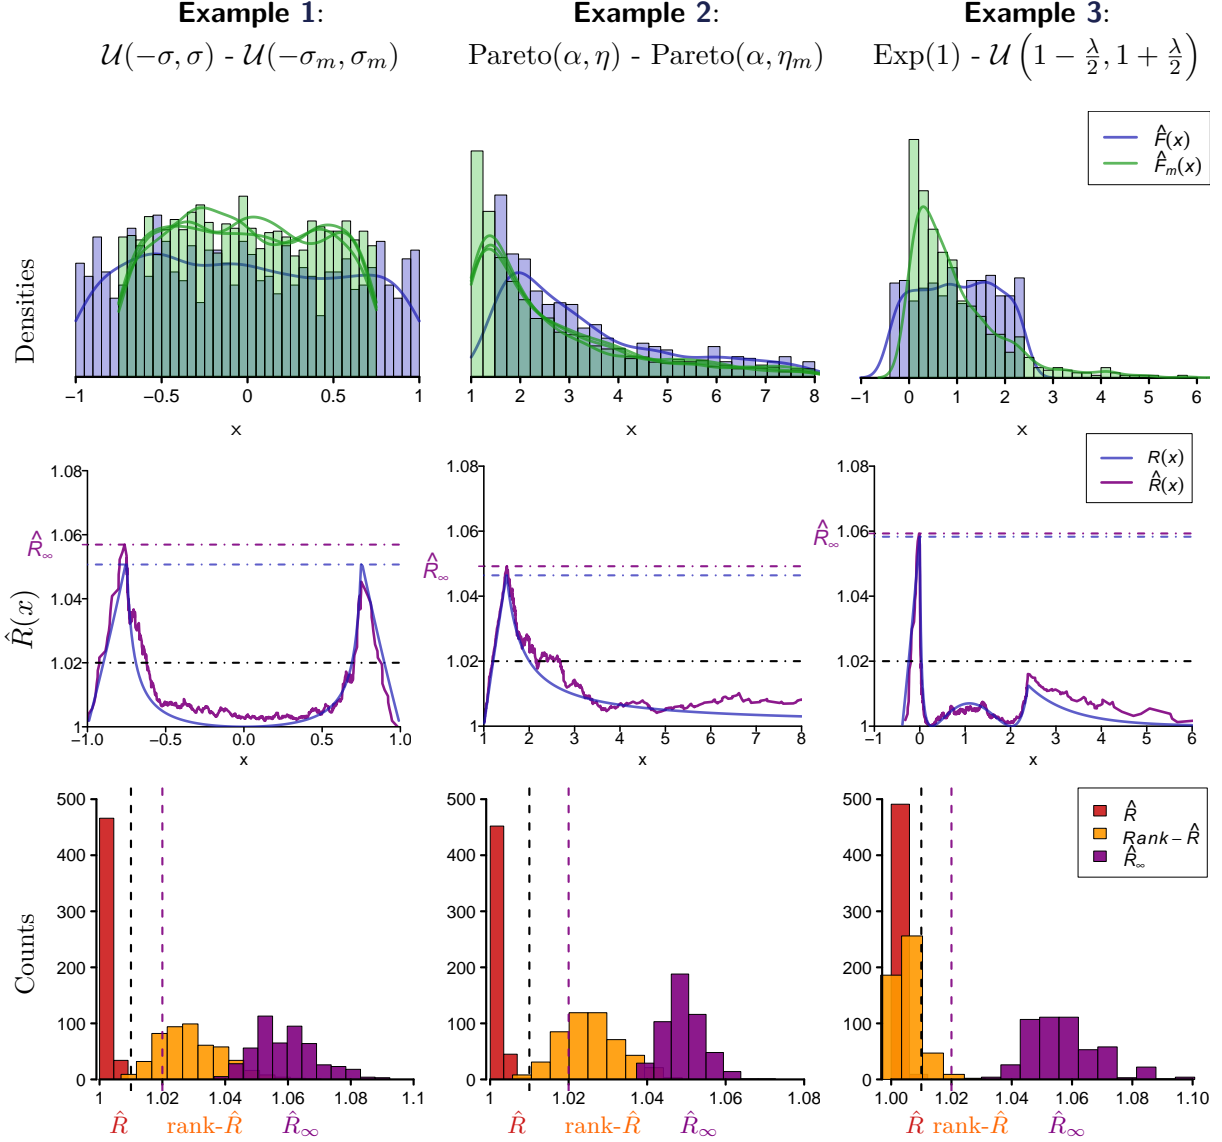 Example 1: Example 2: Example 3:
𝒰(−σ, σ) - 𝒰(−σₘ, σₘ) Pareto(α, η) - Pareto(α, ηₘ) Exp(1) - 𝒰(1 − λ/2, 1 + λ/2)
F̂(x)
F̂ₘ(x)
Densities
−1 −0.5 0 0.5 1 1 2 3 4 5 6 7 8 −1 0 1 2 3 4 5 6
x x x
R(x)
R̂(x)
1.08 1.08 1.08
1.06 1.06 1.06
R̂∞ R̂∞ R̂∞
1.04 1.04 1.04
R̂(x)
1.02 1.02 1.02
1 1 1
−1.0 −0.5 0.0 0.5 1.0 1 2 3 4 5 6 7 8 −1 0 1 2 3 4 5 6
x x x
R̂
Rank − R̂
R̂∞
500 500 500
400 400 400
300 300 300
Counts
200 200 200
100 100 100
0 0 0
1 1.02 1.04 1.06 1.08 1.1 1 1.02 1.04 1.06 1.08 1.00 1.02 1.04 1.06 1.08 1.10
R̂ rank-R̂ R̂∞ R̂ rank-R̂ R̂∞ R̂ rank-R̂ R̂∞